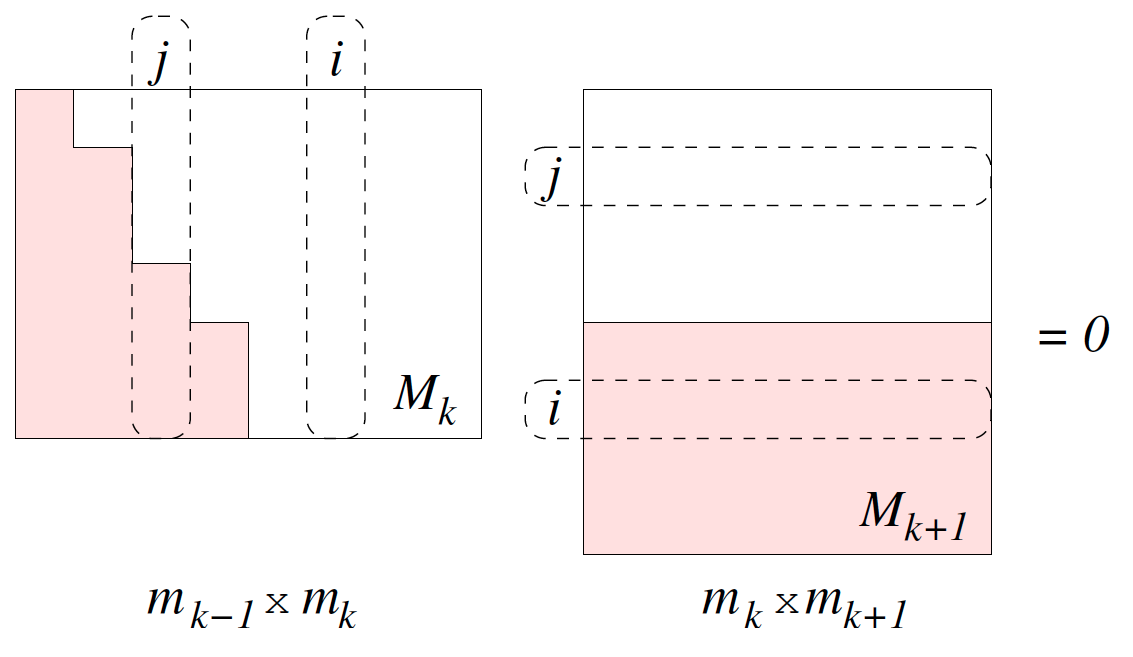 j i
j
= 0
M_k
i
M_{k+1}
m_{k-1} x m_k m_k x m_{k+1}